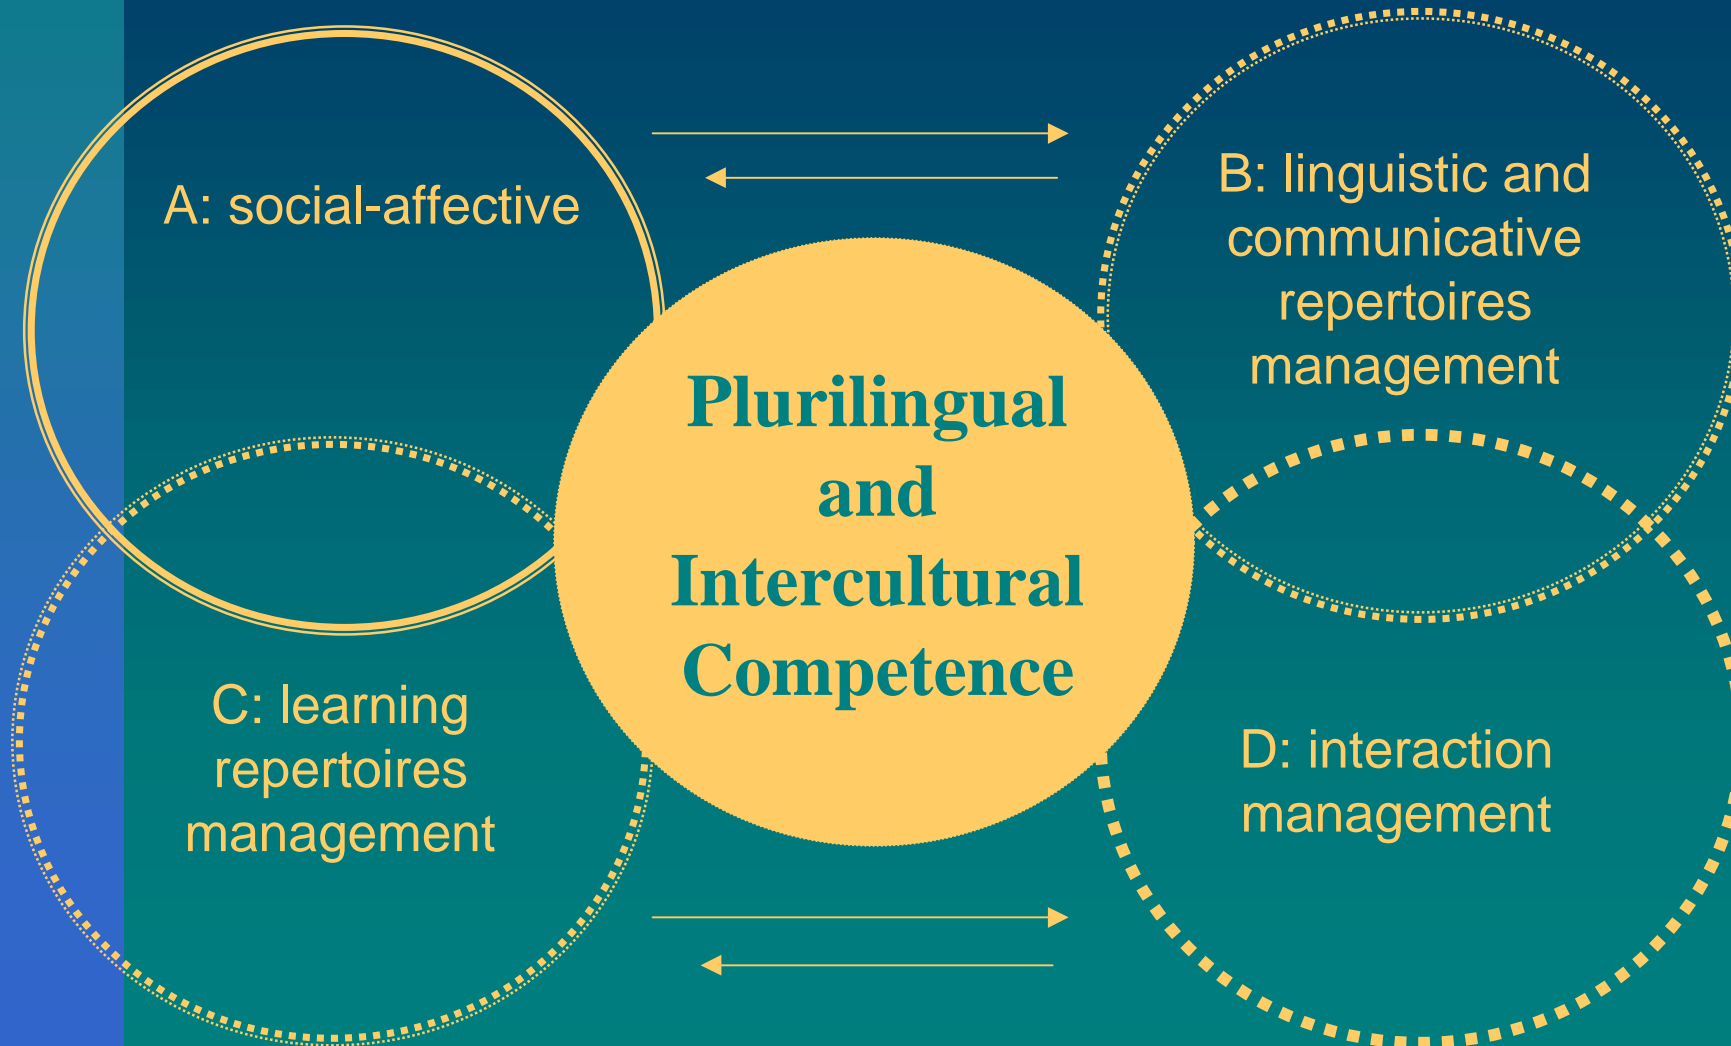 A: social-affective
B: linguistic and
communicative
repertoires
management
Plurilingual
and
Intercultural
Competence
C: learning
repertoires
management
D: interaction
management